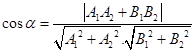 cos α = |A₁A₂ + B₁B₂| / √(A₁² + A₂²) . √(B₁² + B₂²)